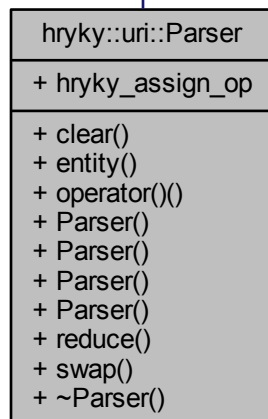 hryky::uri::Parser
+ hryky_assign_op
+ clear()
+ entity()
+ operator()()
+ Parser()
+ Parser()
+ Parser()
+ Parser()
+ reduce()
+ swap()
+ ~Parser()